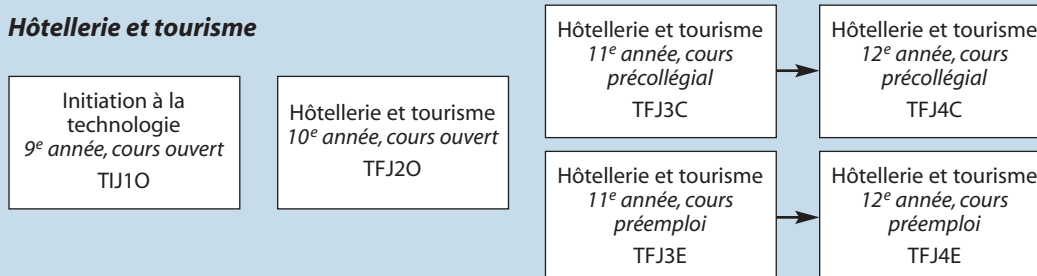 Hôtellerie et tourisme
Initiation à la
technologie
9e année, cours ouvert
TIJ1O
Hôtellerie et tourisme
10e année, cours ouvert
TFJ2O
Hôtellerie et tourisme
11e année, cours
précollégial
TFJ3C
Hôtellerie et tourisme
12e année, cours
précollégial
TFJ4C
Hôtellerie et tourisme
11e année, cours
préemploi
TFJ3E
Hôtellerie et tourisme
12e année, cours
préemploi
TFJ4E